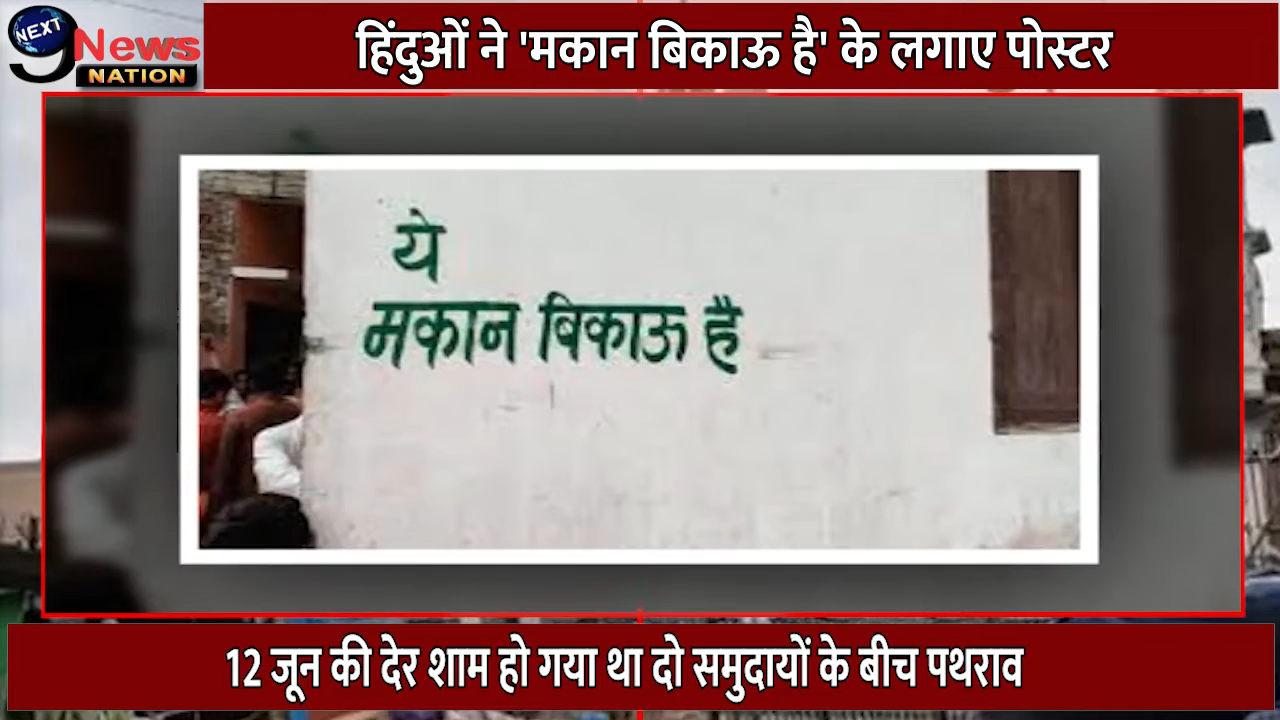 NEXT
9 News
NATION
हिंदुओं ने 'मकान बिकाऊ है' के लगाए पोस्टर
ये
मकान बिकाऊ है
12 जून की देर शाम हो गया था दो समुदायों के बीच पथराव